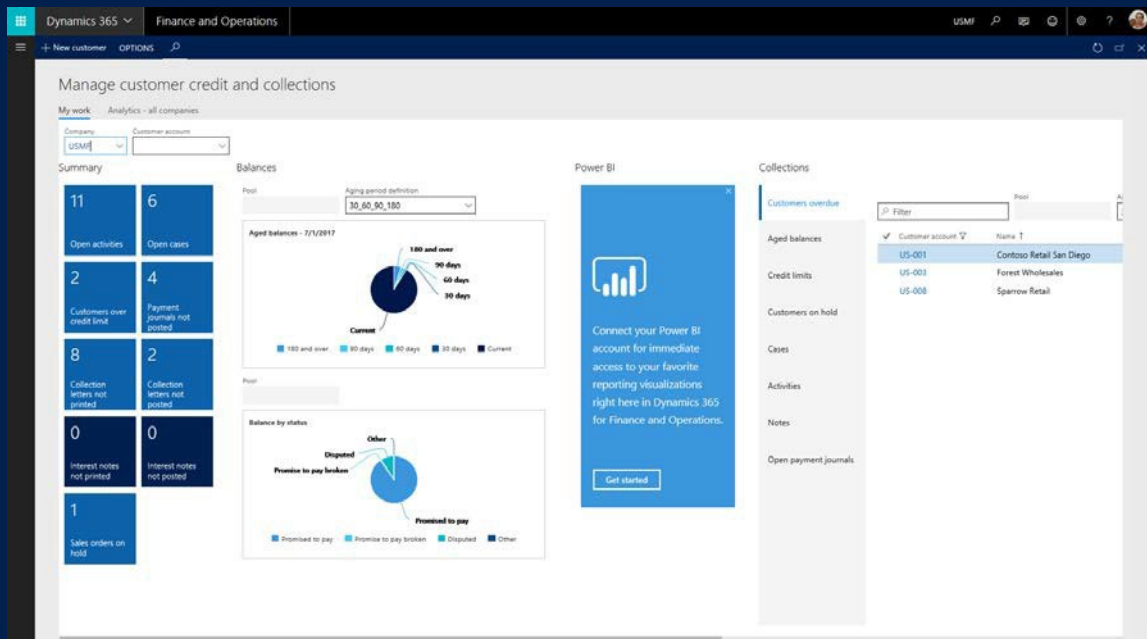 Dynamics 365
Finance and Operations
USMF
?
+ New customer OPTIONS
Manage customer credit and collections
My work Analytics - all companies
Company Customer account
USMF
Summary
11
Open activities
6
Open cases
2
Customers over
credit limit
4
Payment
journals not
posted
8
Collection
letters not
printed
2
Collection
letters not
posted
0
Interest notes
not printed
0
Interest notes
not posted
1
Sales orders on
hold
Balances
Pool
Aging period definition
30_60_90_180
Aged balances - 7/1/2017
180 and over
90 days
60 days
30 days
Current
180 and over 90 days 60 days 30 days Current
Pool
Balance by status
Other
Disputed
Promise to pay broken
Promised to pay
Promised to pay Promise to pay broken Disputed Other
Power BI
Connect your Power BI
account for immediate
access to your favorite
reporting visualizations
right here in Dynamics 365
for Finance and Operations.
Get started
Collections
Customers overdue
Aged balances
Credit limits
Customers on hold
Cases
Activities
Notes
Open payment journals
Filter
Pool
Customer account Name
US-001 Contoso Retail San Diego
US-003 Forest Wholesales
US-008 Sparrow Retail